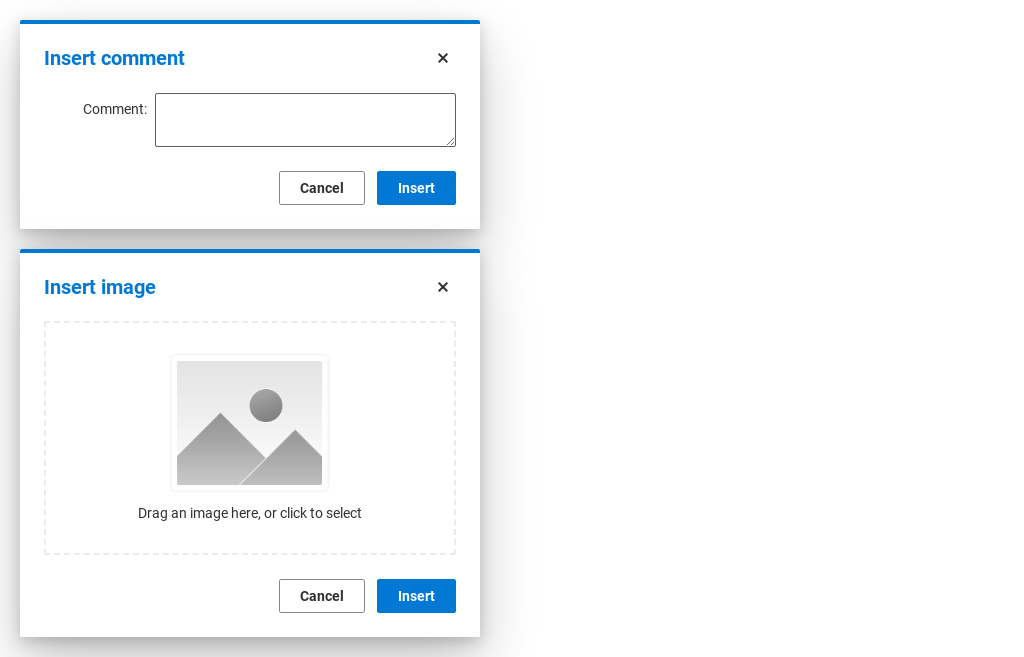 Insert comment
Comment:
Cancel Insert
Insert image
Drag an image here, or click to select
Cancel Insert